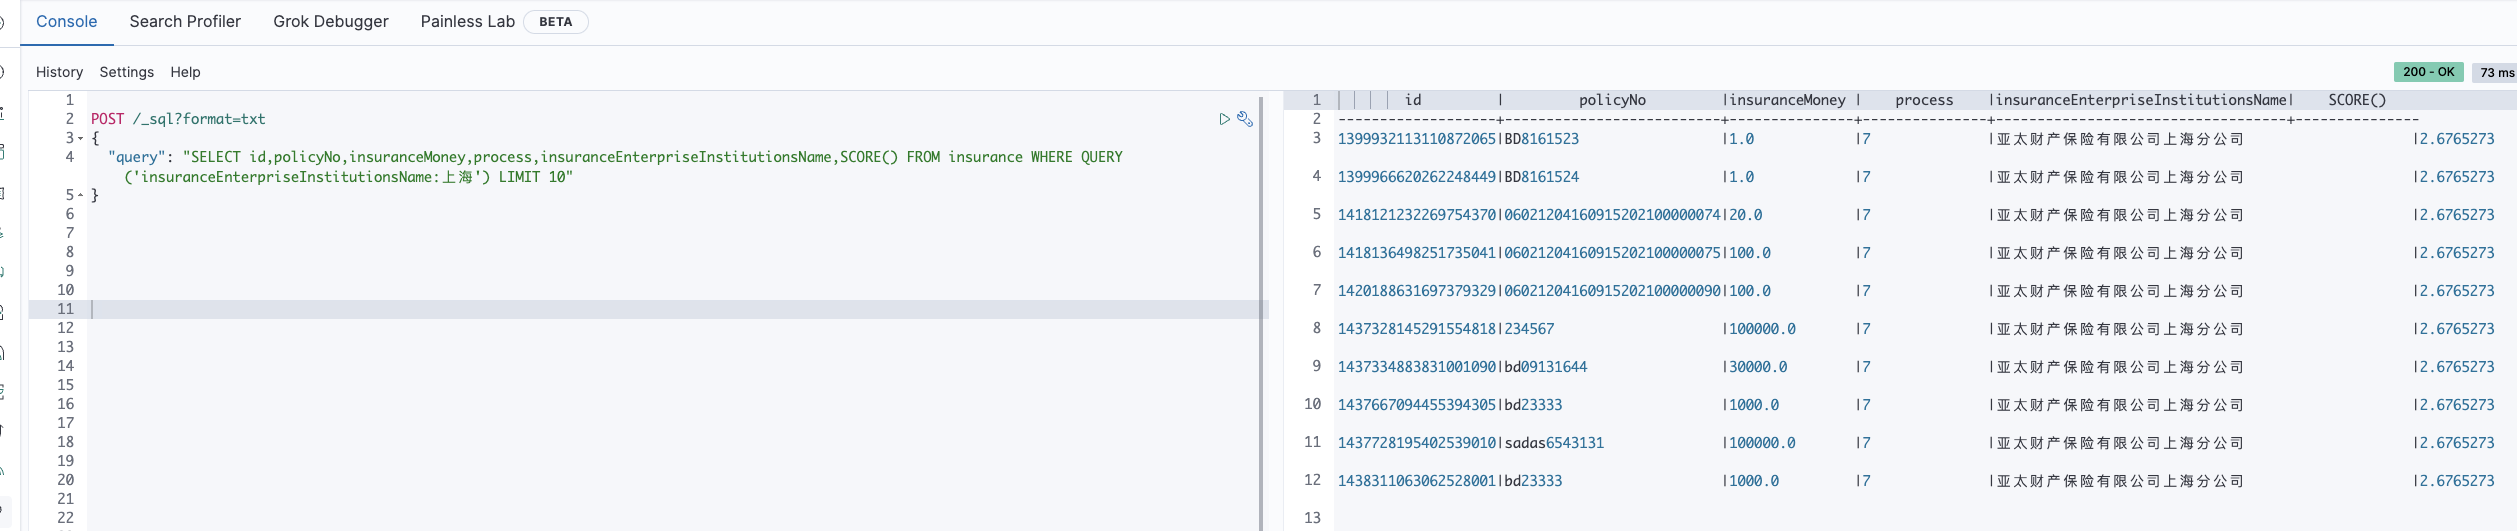 Console Search Profiler Grok Debugger Painless Lab BETA
History Settings Help
200 - OK 73 ms
1
2 POST /_sql?format=txt
3 {
4 "query": "SELECT id,policyNo,insuranceMoney,process,insuranceEnterpriseInstitutionsName,SCORE() FROM insurance WHERE QUERY
('insuranceEnterpriseInstitutionsName:上海') LIMIT 10"
5 }
6
7
8
9
10
11
12
13
14
15
16
17
18
19
20
21
22
1 id | policyNo |insuranceMoney | process |insuranceEnterpriseInstitutionsName| SCORE()
2 -------------------+--------------------------+---------------+---------------+-----------------------------------+---------------
3 1399932113110872065|BD8161523 |1.0 |7 |亚太财产保险有限公司上海分公司 |2.6765273
4 1399966620262248449|BD8161524 |1.0 |7 |亚太财产保险有限公司上海分公司 |2.6765273
5 1418121232269754370|06021204160915202100000074|20.0 |7 |亚太财产保险有限公司上海分公司 |2.6765273
6 1418136498251735041|06021204160915202100000075|100.0 |7 |亚太财产保险有限公司上海分公司 |2.6765273
7 1420188631697379329|06021204160915202100000090|100.0 |7 |亚太财产保险有限公司上海分公司 |2.6765273
8 1437328145291554818|234567 |100000.0 |7 |亚太财产保险有限公司上海分公司 |2.6765273
9 1437334883831001090|bd09131644 |30000.0 |7 |亚太财产保险有限公司上海分公司 |2.6765273
10 1437667094455394305|bd23333 |1000.0 |7 |亚太财产保险有限公司上海分公司 |2.6765273
11 1437728195402539010|sadas6543131 |100000.0 |7 |亚太财产保险有限公司上海分公司 |2.6765273
12 1438311063062528001|bd23333 |1000.0 |7 |亚太财产保险有限公司上海分公司 |2.6765273
13